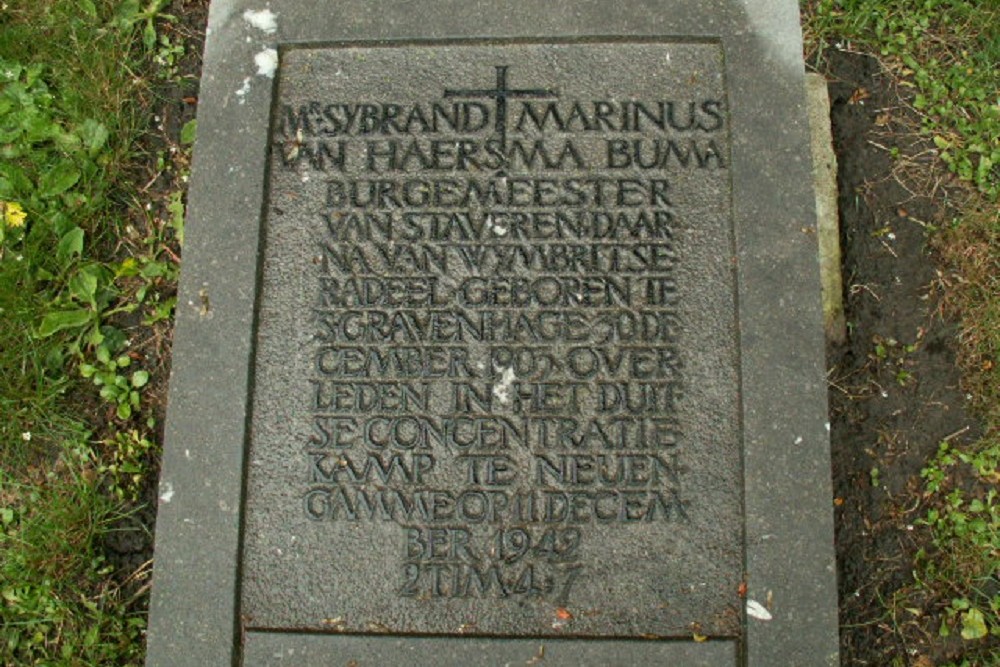 MR SYBRAND MARINUS
VAN HAERSMA BUMA
BURGEMEESTER
VAN STAVEREN·DAAR
NA VAN WYMBRITSE·
RADEEL·GEBOREN TE
'S·GRAVENHAGE 30 DE
CEMBER 1903·OVER
LEDEN IN HET DUIT·
SE CONCENTRATIE
KAMP TE NEUEN·
GAMME OP 11 DECEM
BER 1942
2 TIM 4:7